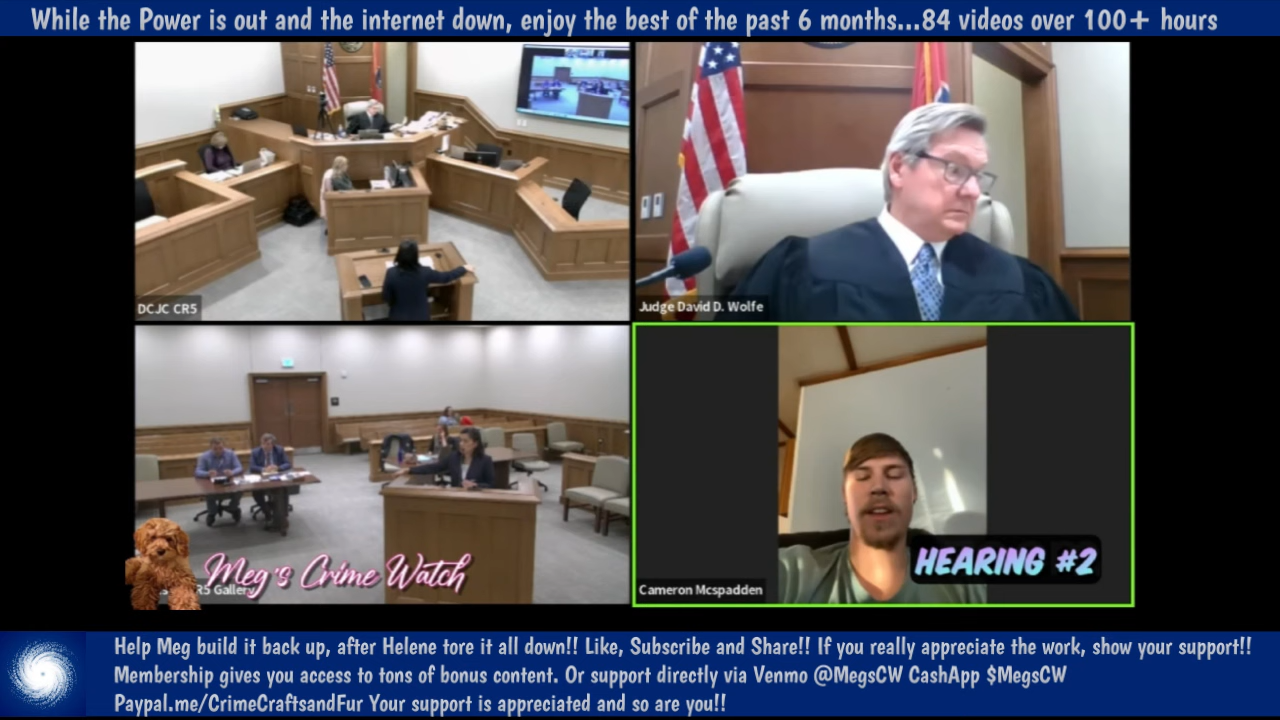 While the Power is out and the internet down, enjoy the best of the past 6 months...84 videos over 100+ hours
DCJC CR5
Judge David D. Wolfe
Meg's Crime Watch
R5 Gallery
HEARING #2
Cameron Mcspadden
Help Meg build it back up, after Helene tore it all down!! Like, Subscribe and Share!! If you really appreciate the work, show your support!!
Membership gives you access to tons of bonus content. Or support directly via Venmo @MegsCW CashApp $MegsCW
Paypal.me/CrimeCraftsandFur Your support is appreciated and so are you!!